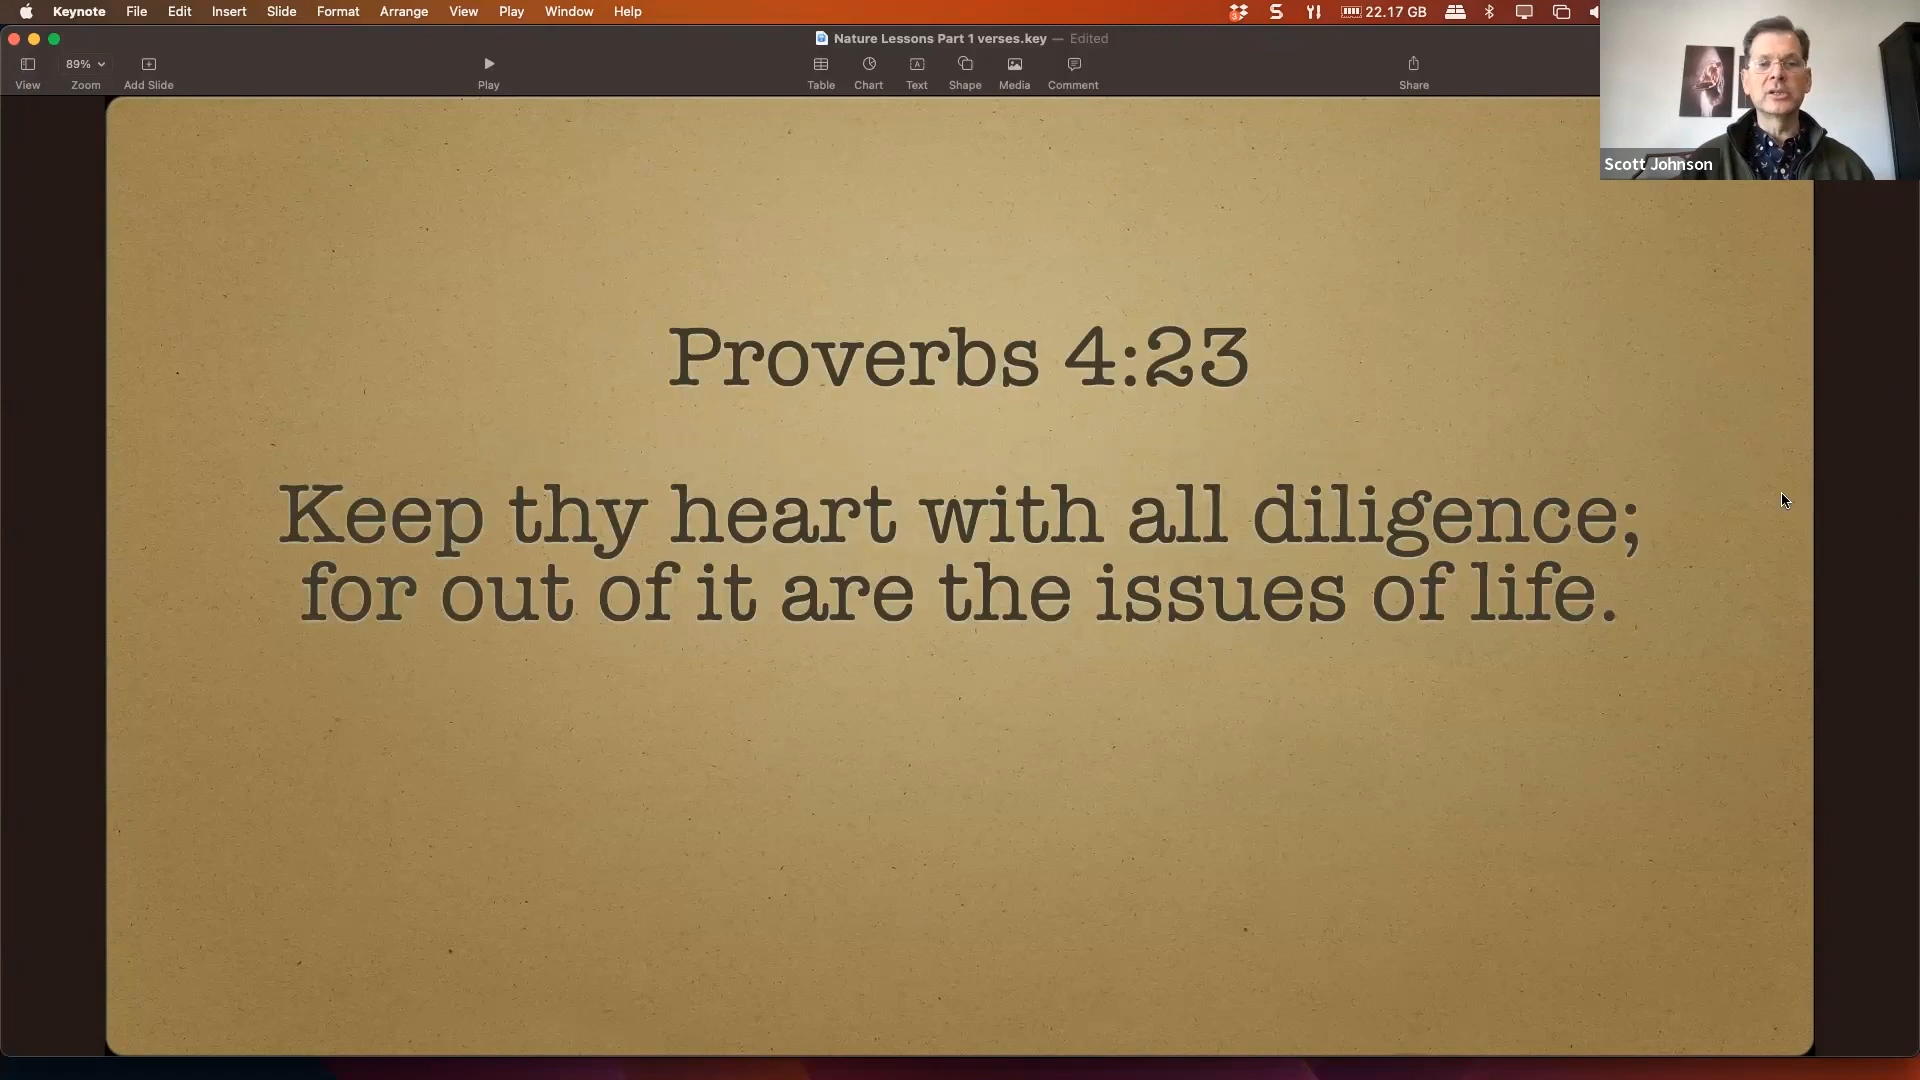 Keynote File Edit Insert Slide Format Arrange View Play Window Help 22.17 GB
Nature Lessons Part 1 verses.key — Edited
89%
View Zoom Add Slide Play Table Chart Text Shape Media Comment Share
Scott Johnson
Proverbs 4:23
Keep thy heart with all diligence;
for out of it are the issues of life.